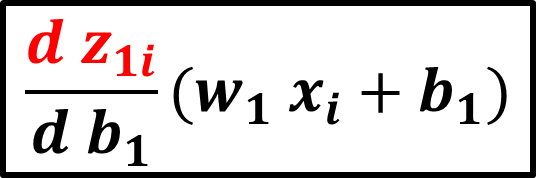 d z₁ᵢ
d b₁ (w₁ xᵢ + b₁)